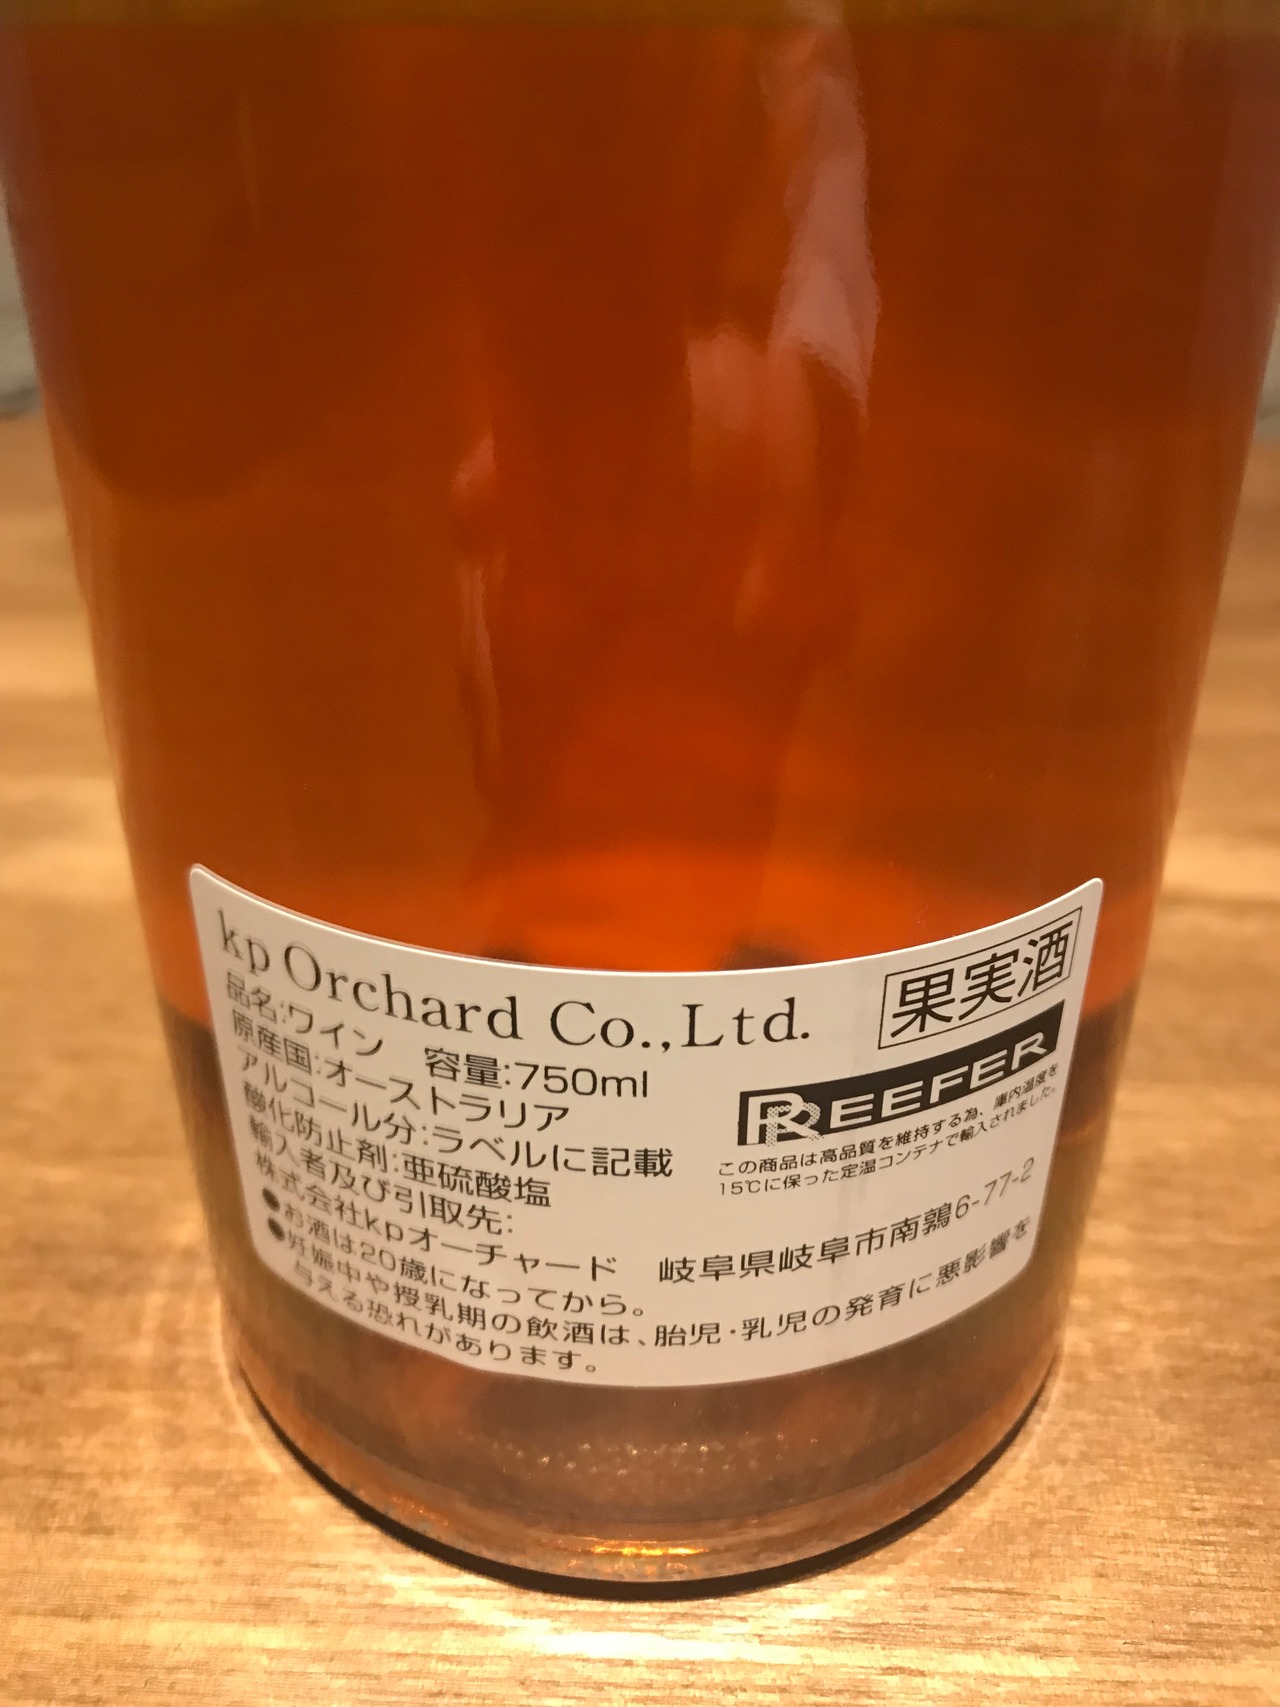 kp Orchard Co.,Ltd.
果実酒
品名:ワイン　容量:750ml
原産国:オーストラリア
アルコール分:ラベルに記載
酸化防止剤:亜硫酸塩
輸入者及び引取先:
株式会社kpオーチャード　岐阜県岐阜市南鶉6-77-2
REEFER
この商品は高品質を維持する為、庫内温度を
15℃に保った定温コンテナで輸入されました。
●お酒は20歳になってから。
●妊娠中や授乳期の飲酒は、胎児・乳児の発育に悪影響を
与える恐れがあります。